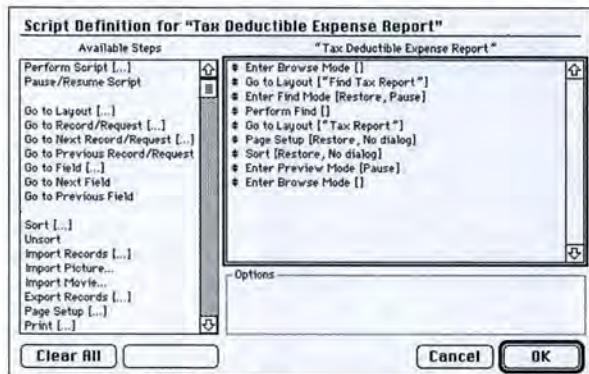 Script Definition for "Tax Deductible Expense Report"
Available Steps
Perform Script [...]
Pause/Resume Script
Go to Layout [...]
Go to Record/Request [...]
Go to Next Record/Request [...]
Go to Previous Record/Request
Go to Field [...]
Go to Next Field
Go to Previous Field
Sort [...]
Unsort
Import Records [...]
Import Picture...
Import Movie...
Export Records [...]
Page Setup [...]
Print [...]
"Tax Deductible Expense Report"
Enter Browse Mode []
Go to Layout ["Find Tax Report"]
Enter Find Mode [Restore, Pause]
Perform Find []
Go to Layout ["Tax Report"]
Page Setup [Restore, No dialog]
Sort [Restore, No dialog]
Enter Preview Mode [Pause]
Enter Browse Mode []
Options
Clear All
Cancel
OK